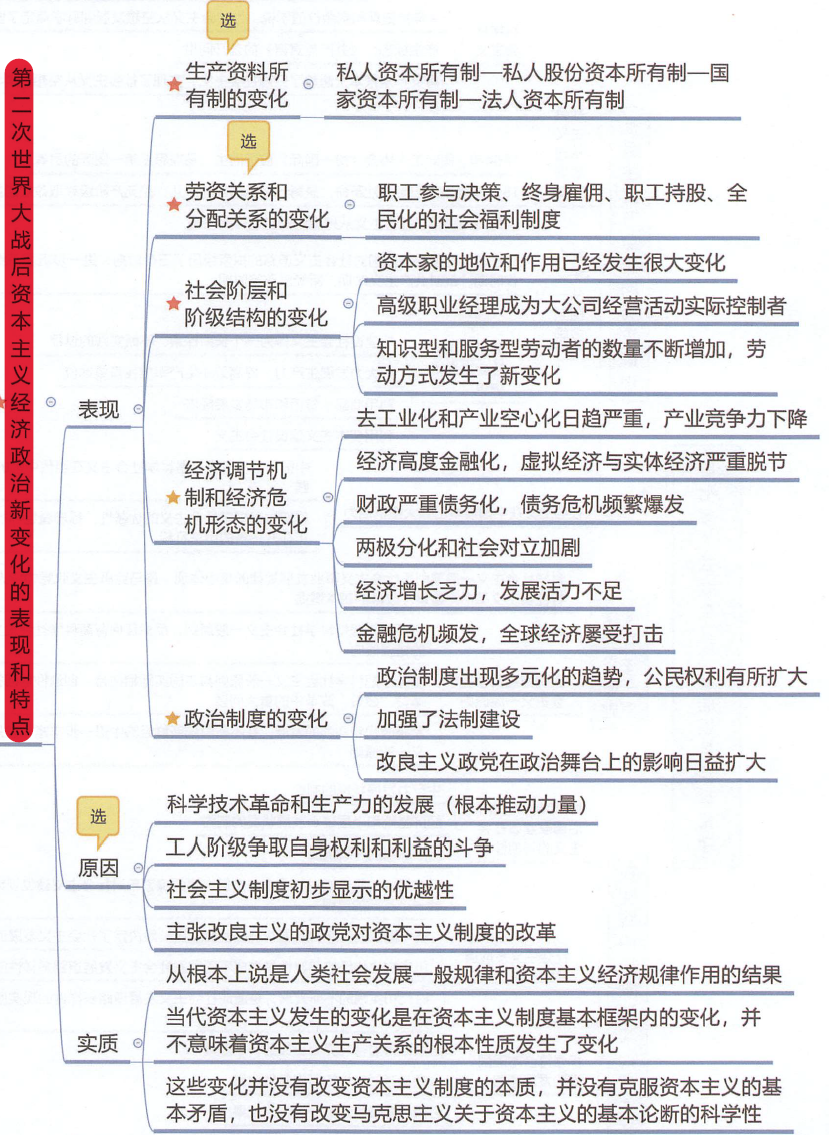 第二次世界大战后资本主义经济政治新变化的表现和特点
表现
选
生产资料所
有制的变化
私人资本所有制—私人股份资本所有制—国
家资本所有制—法人资本所有制
选
劳资关系和
分配关系的变化
职工参与决策、终身雇佣、职工持股、全
民化的社会福利制度
社会阶层和
阶级结构的变化
资本家的地位和作用已经发生很大变化
高级职业经理成为大公司经营活动实际控制者
知识型和服务型劳动者的数量不断增加，劳
动方式发生了新变化
经济调节机
制和经济危
机形态的变化
去工业化和产业空心化日趋严重，产业竞争力下降
经济高度金融化，虚拟经济与实体经济严重脱节
财政严重债务化，债务危机频繁爆发
两极分化和社会对立加剧
经济增长乏力，发展活力不足
金融危机频发，全球经济屡受打击
政治制度的变化
政治制度出现多元化的趋势，公民权利有所扩大
加强了法制建设
改良主义政党在政治舞台上的影响日益扩大
选
原因
科学技术革命和生产力的发展（根本推动力量）
工人阶级争取自身权利和利益的斗争
社会主义制度初步显示的优越性
主张改良主义的政党对资本主义制度的改革
实质
从根本上说是人类社会发展一般规律和资本主义经济规律作用的结果
当代资本主义发生的变化是在资本主义制度基本框架内的变化，并
不意味着资本主义生产关系的根本性质发生了变化
这些变化并没有改变资本主义制度的本质，并没有克服资本主义的基
本矛盾，也没有改变马克思主义关于资本主义的基本论断的科学性